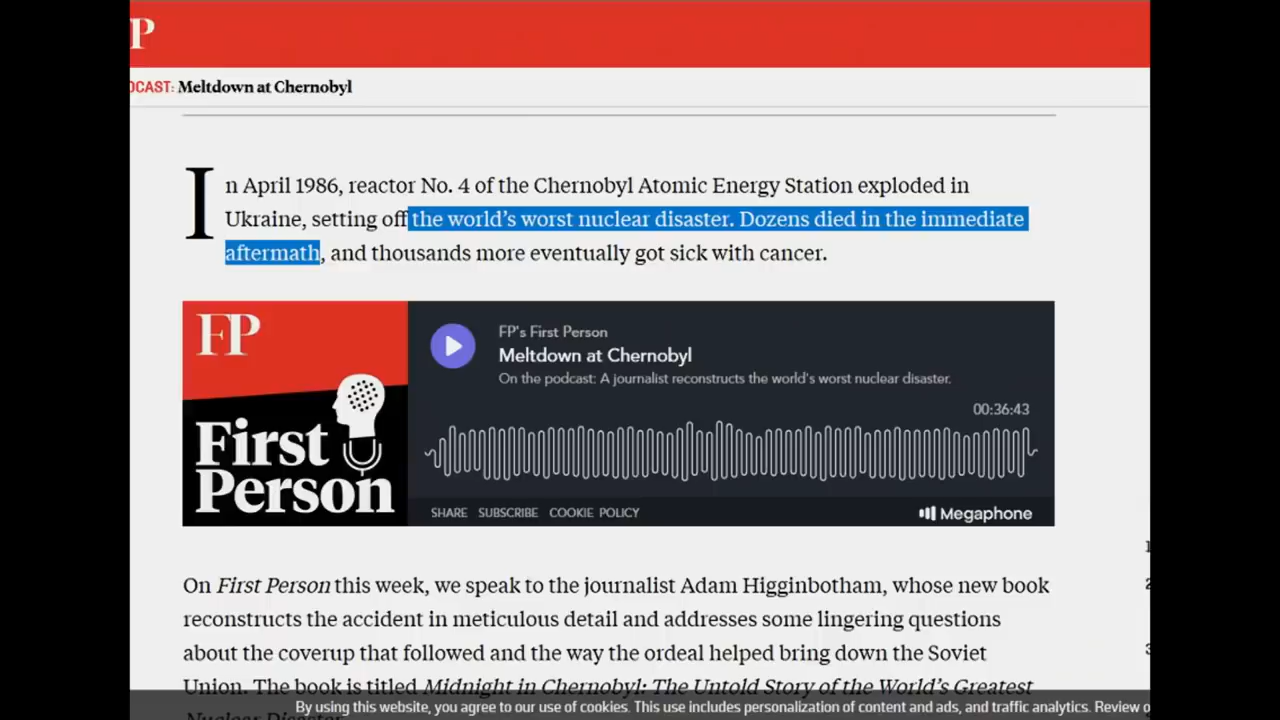 P
DCAST: Meltdown at Chernobyl
In April 1986, reactor No. 4 of the Chernobyl Atomic Energy Station exploded in
Ukraine, setting off the world’s worst nuclear disaster. Dozens died in the immediate
aftermath, and thousands more eventually got sick with cancer.
FP
First
Person
FP's First Person
Meltdown at Chernobyl
On the podcast: A journalist reconstructs the world's worst nuclear disaster.
00:36:43
SHARE SUBSCRIBE COOKIE POLICY
Megaphone
On First Person this week, we speak to the journalist Adam Higginbotham, whose new book
reconstructs the accident in meticulous detail and addresses some lingering questions
about the coverup that followed and the way the ordeal helped bring down the Soviet
Union. The book is titled Midnight in Chernobyl: The Untold Story of the World’s Greatest
Nuclear Disaster.
By using this website, you agree to our use of cookies. This use includes personalization of content and ads, and traffic analytics. Review o